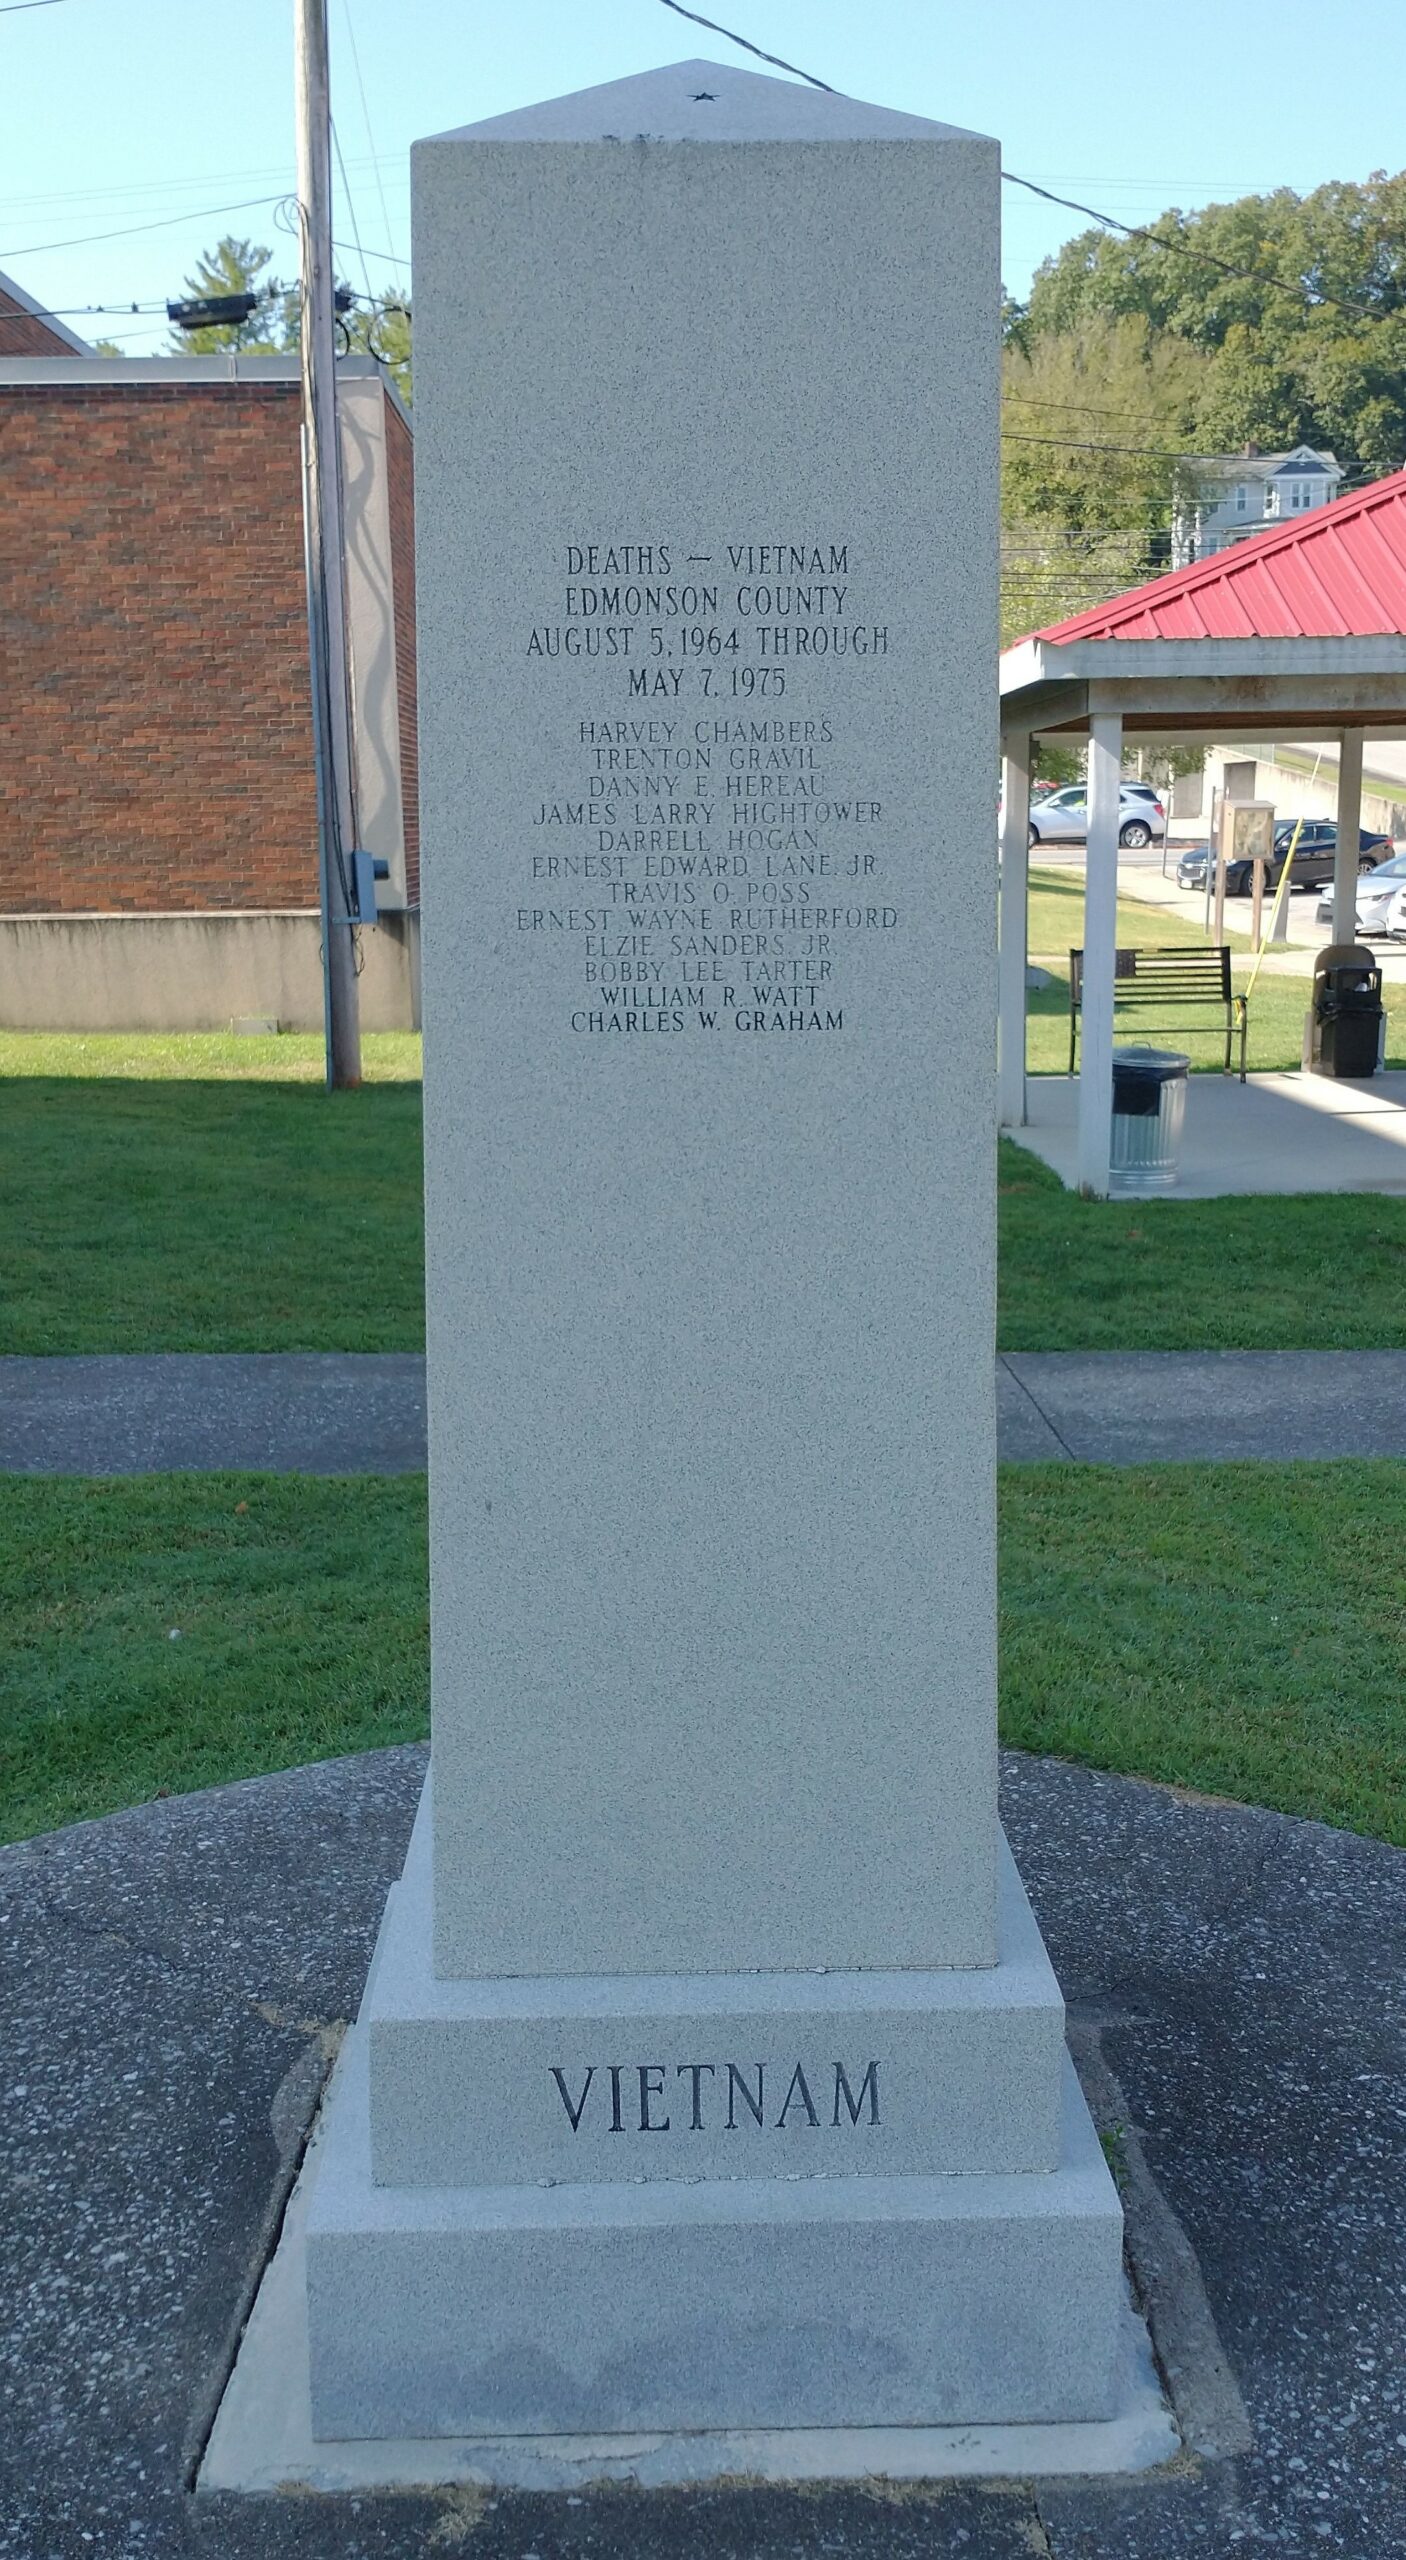 DEATHS — VIETNAM
EDMONSON COUNTY
AUGUST 5, 1964 THROUGH
MAY 7, 1975
HARVEY CHAMBERS
TRENTON GRAVIL
DANNY E. HEREAU
JAMES LARRY HIGHTOWER
DARRELL HOGAN
ERNEST EDWARD LANE, JR.
TRAVIS O. POSS
ERNEST WAYNE RUTHERFORD
ELZIE SANDERS, JR.
BOBBY LEE TARTER
WILLIAM R. WATT
CHARLES W. GRAHAM
VIETNAM